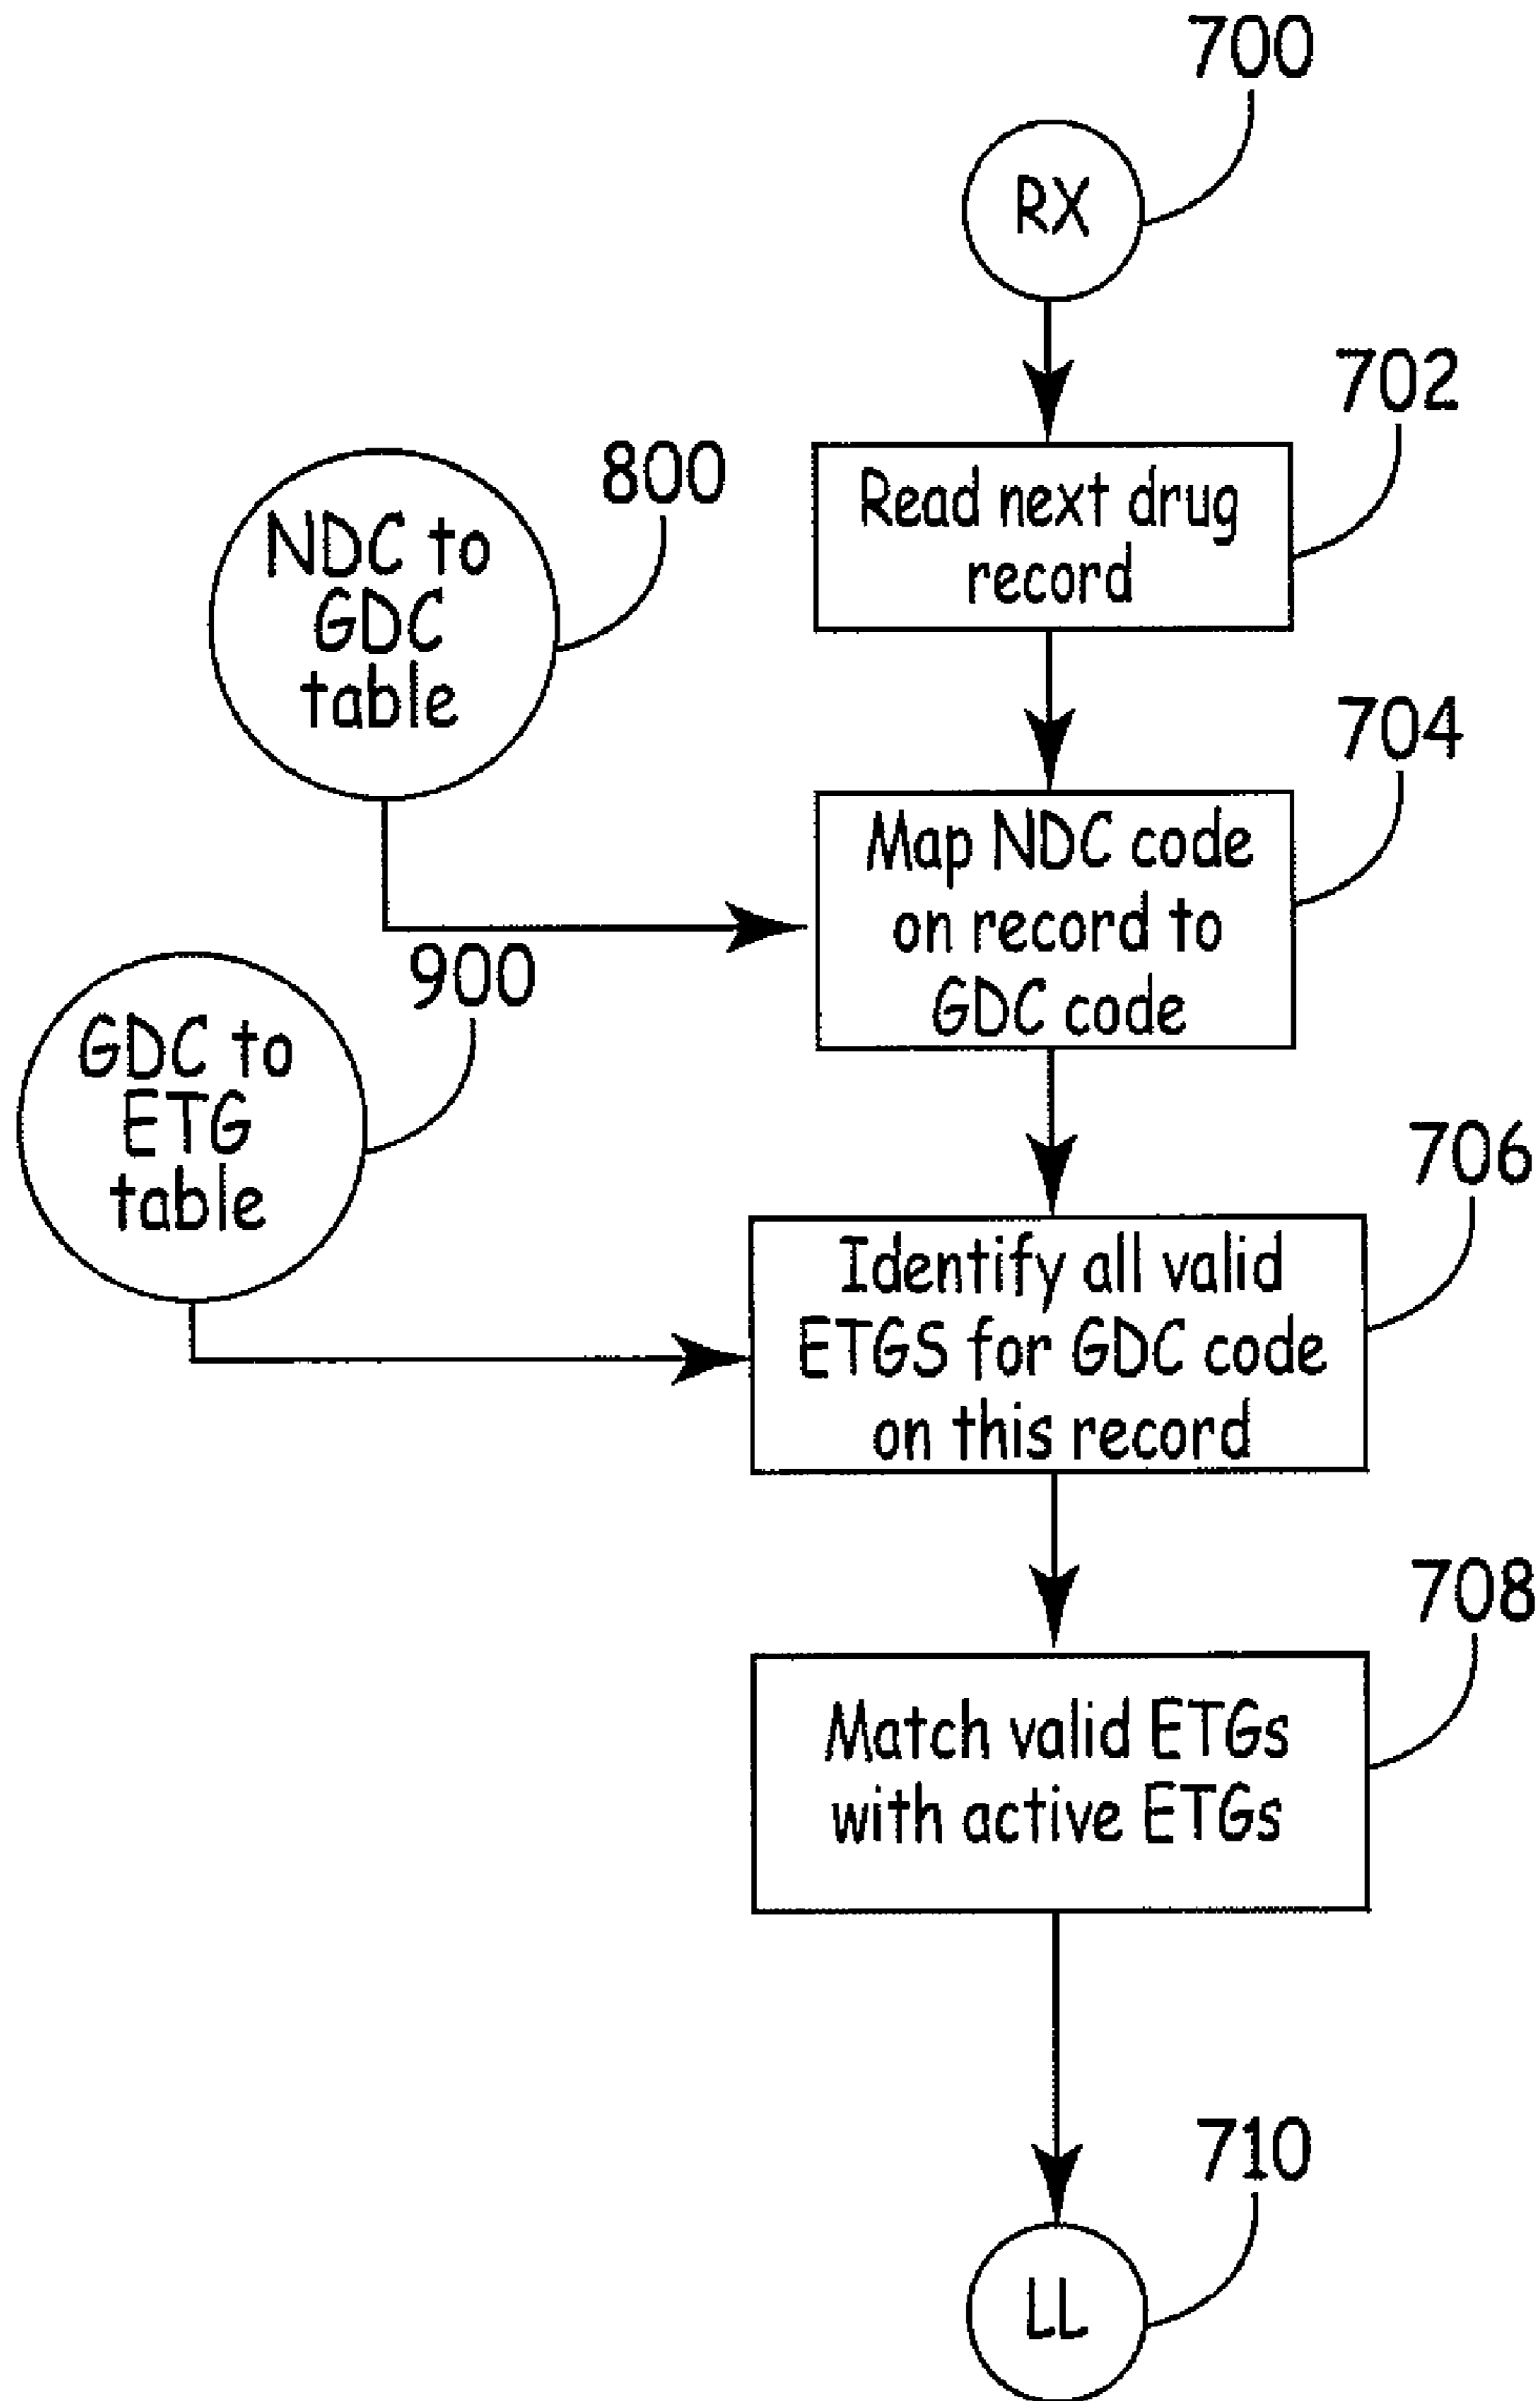 700
RX
702
Read next drug
record
800
NDC to
GDC
table
704
Map NDC code
on record to
GDC code
900
GDC to
ETG
table
706
Identify all valid
ETGS for GDC code
on this record
708
Match valid ETGs
with active ETGs
710
LL